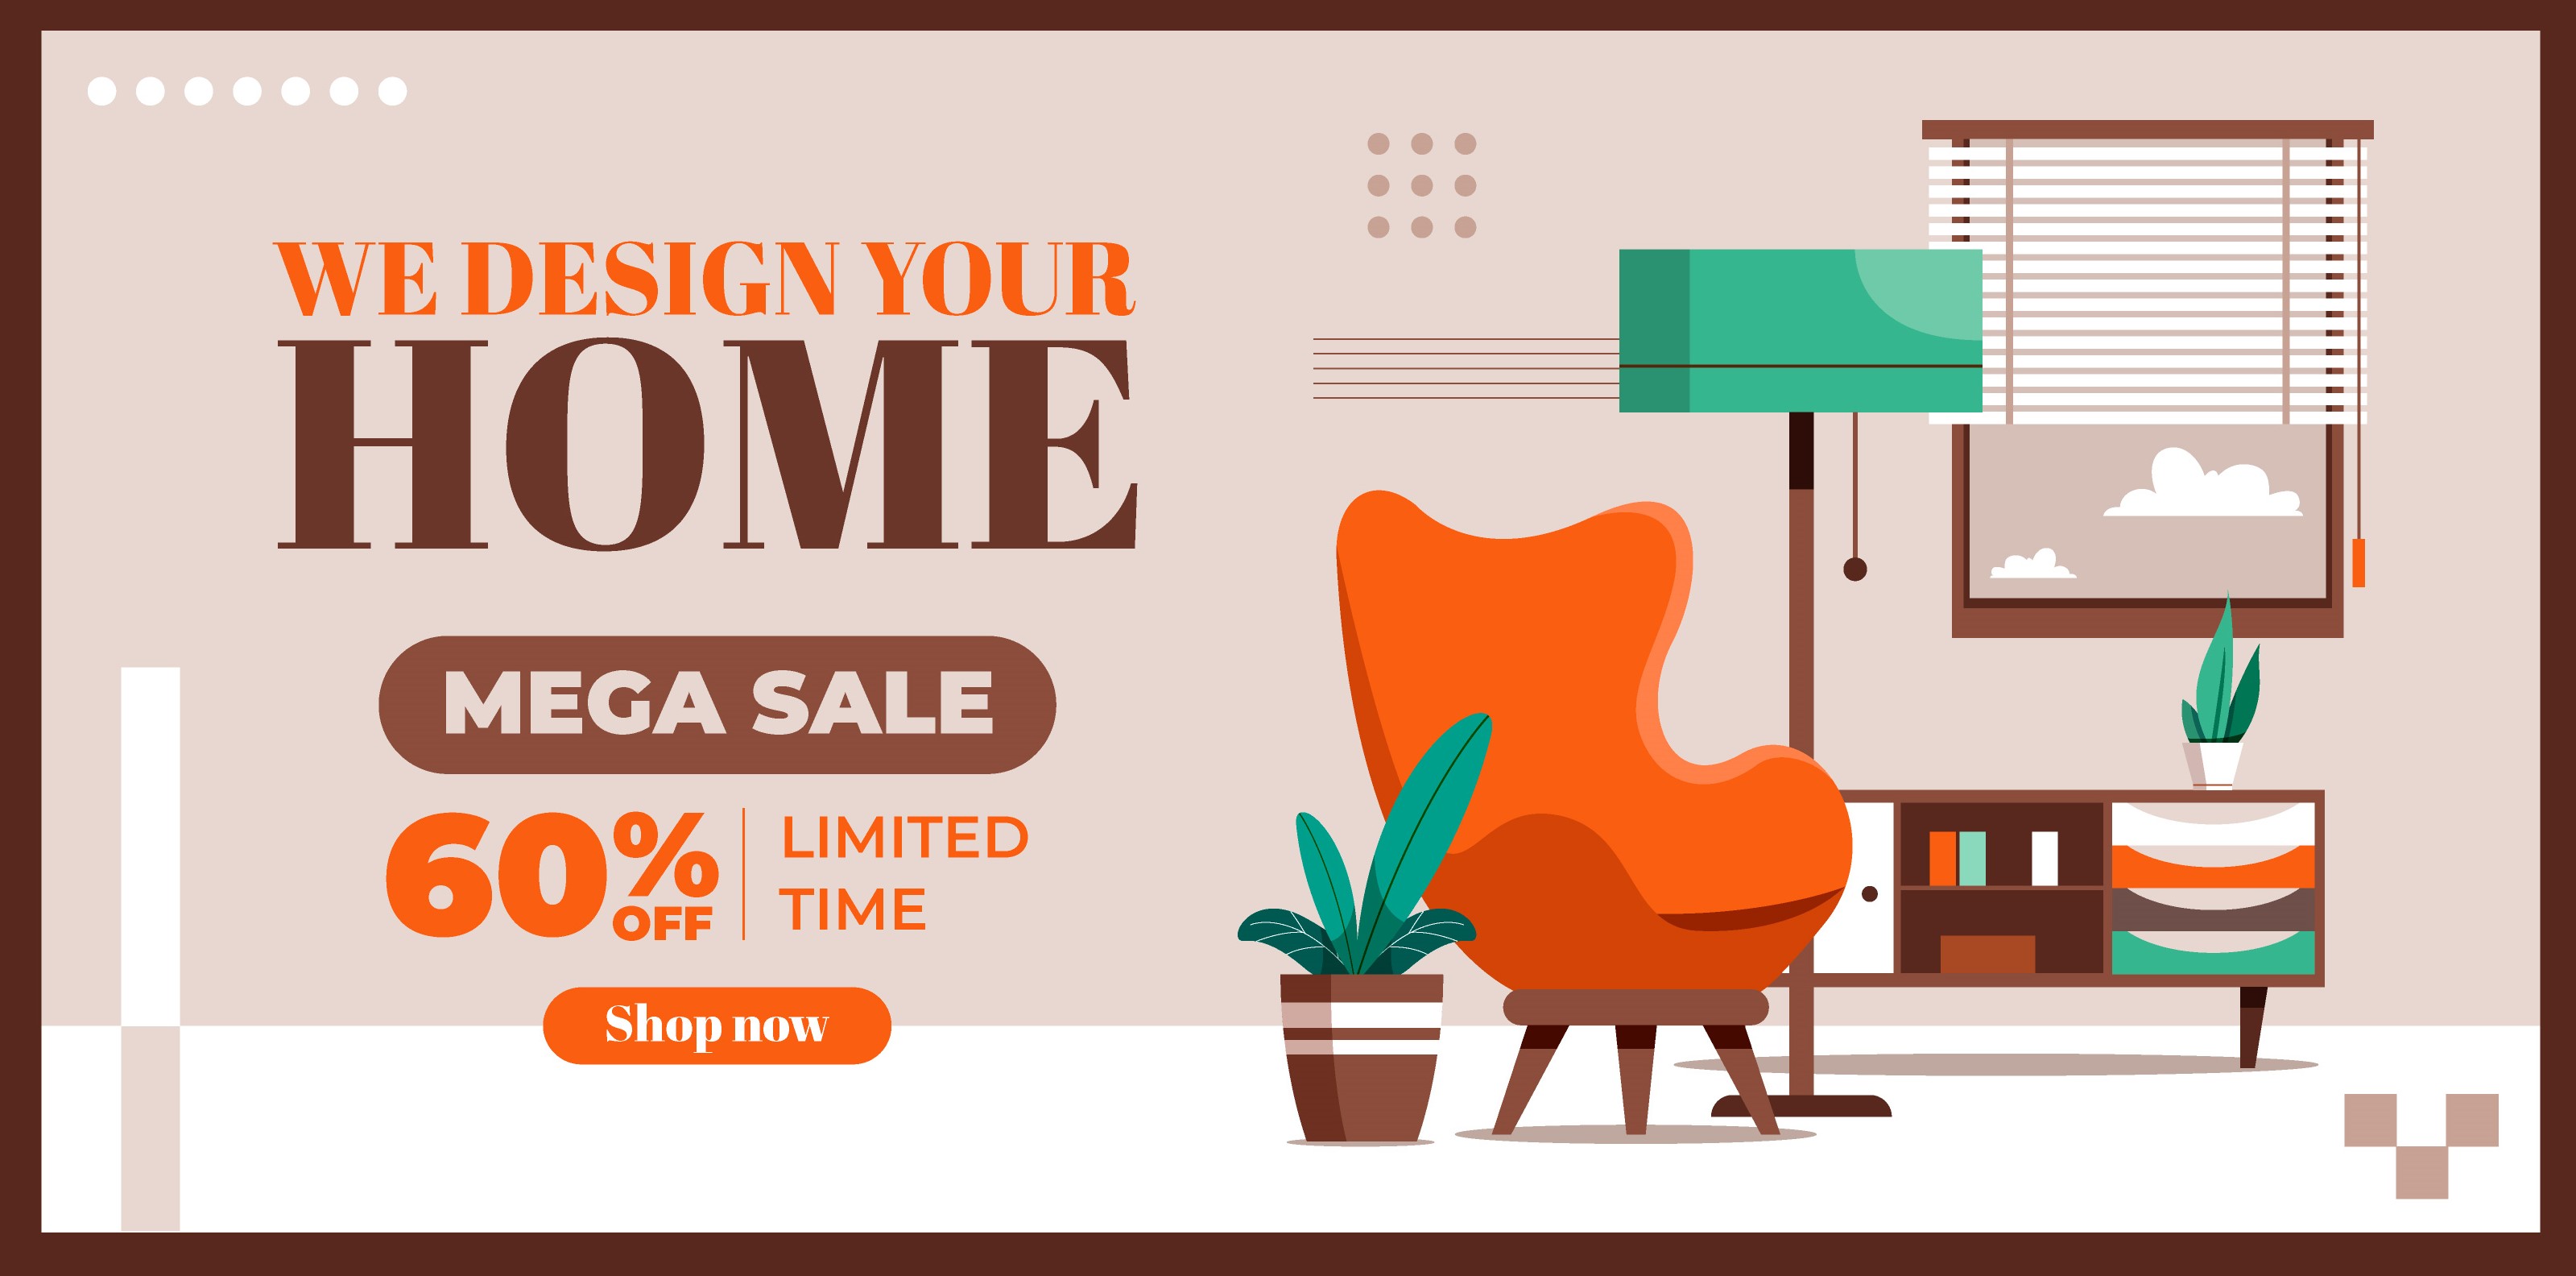 WE DESIGN YOUR
HOME
MEGA SALE
60% OFF
LIMITED
TIME
Shop now